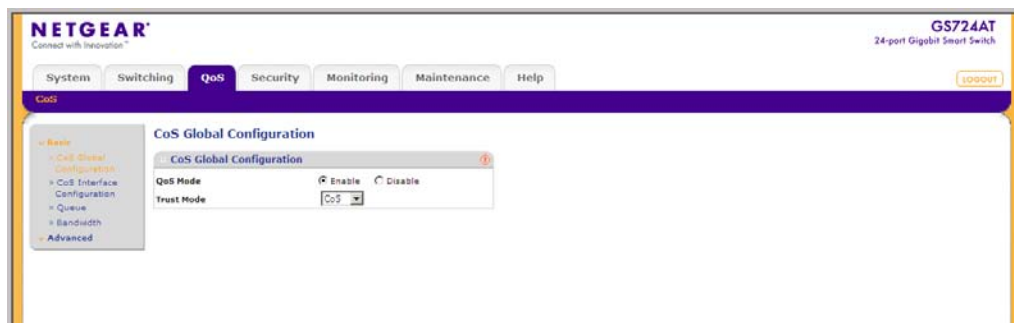 NETGEAR
Connect with Innovation™
GS724AT
24-port Gigabit Smart Switch
System Switching QoS Security Monitoring Maintenance Help
LOGOUT
CoS
Basic
CoS Global Configuration
CoS Interface Configuration
Queue
Bandwidth
Advanced
CoS Global Configuration
CoS Global Configuration
QoS Mode Enable Disable
Trust Mode CoS